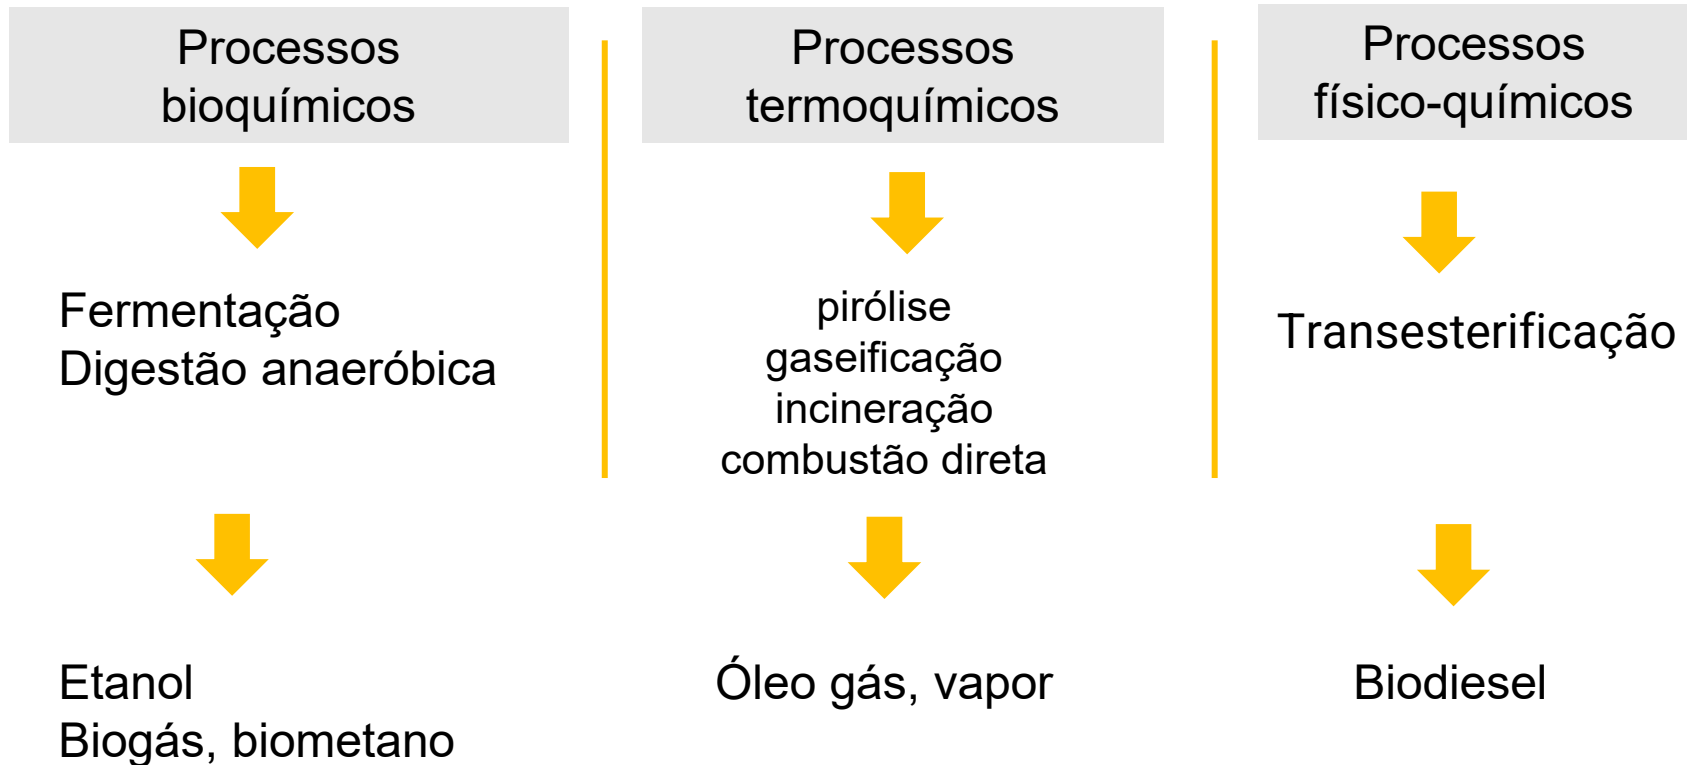 Processos
bioquímicos
Fermentação
Digestão anaeróbica
Etanol
Biogás, biometano
Processos
termoquímicos
pirólise
gaseificação
incineração
combustão direta
Óleo gás, vapor
Processos
físico-químicos
Transesterificação
Biodiesel